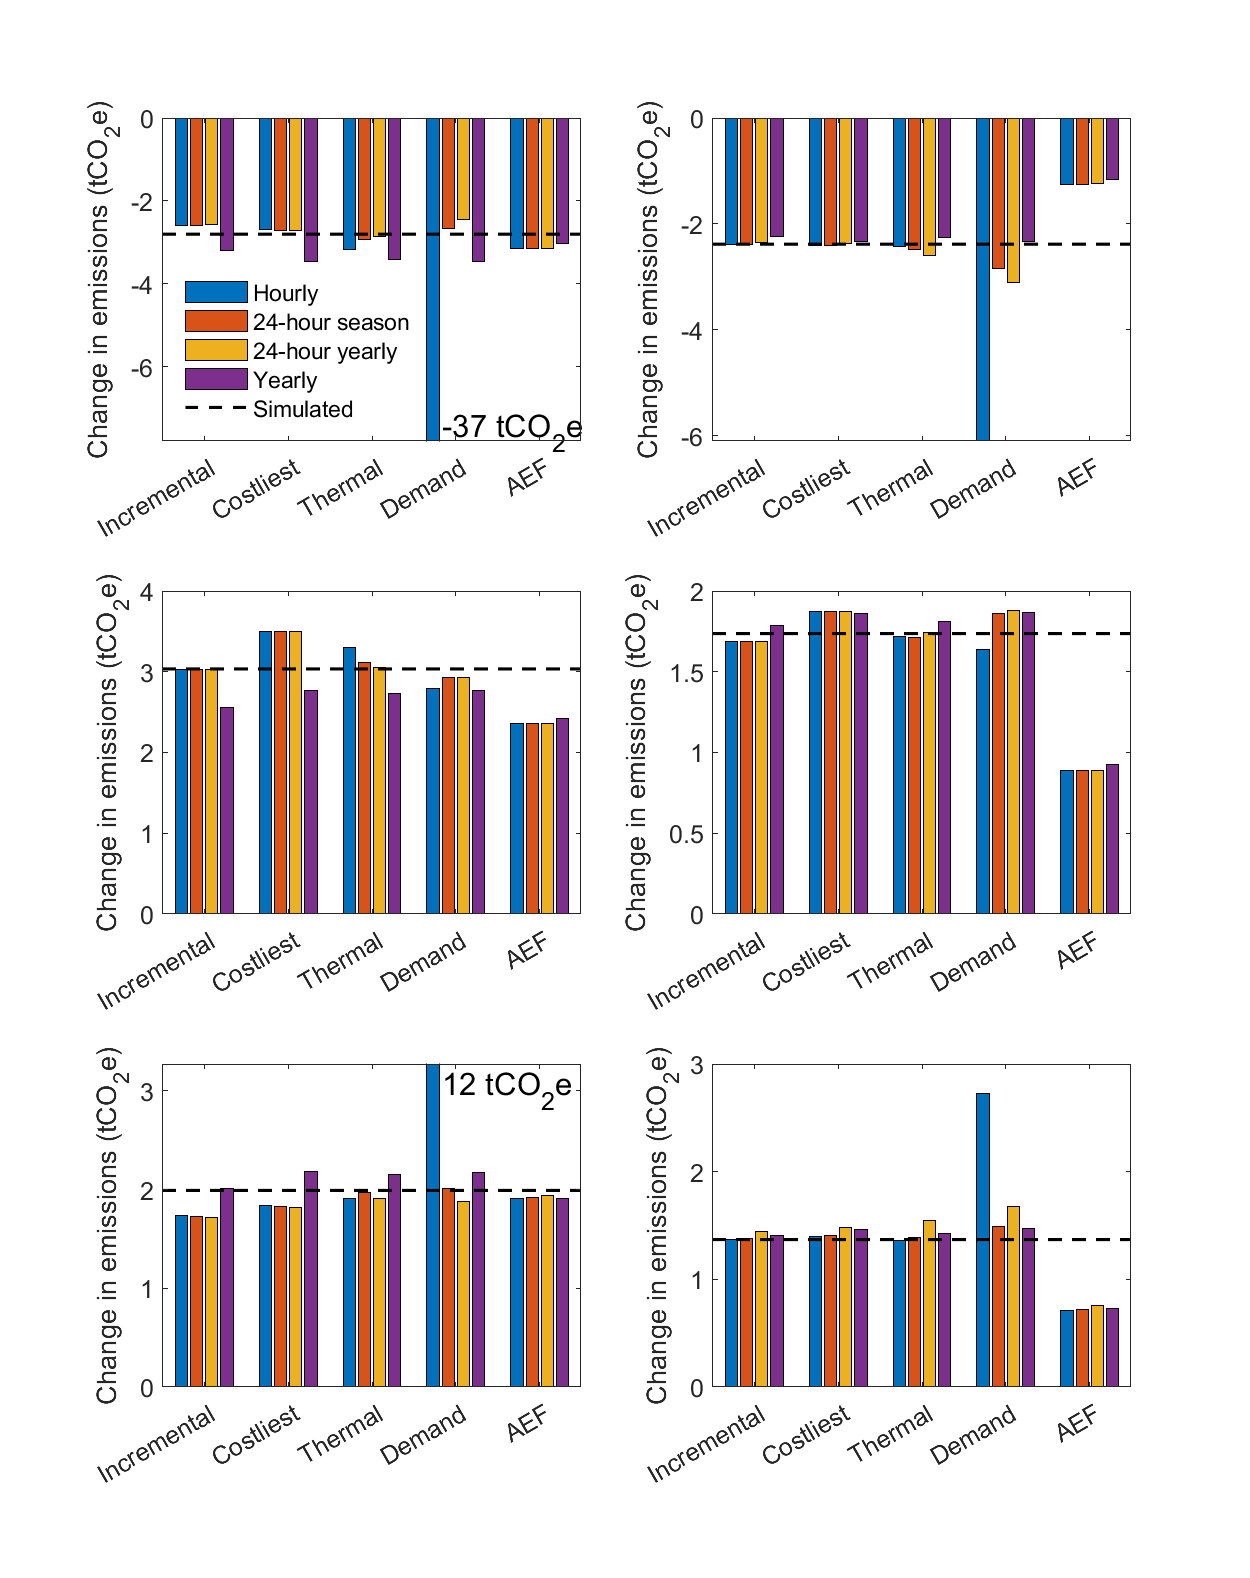 Change in emissions (tCO2e)
0
-2
-4
-6
Hourly
24-hour season
24-hour yearly
Yearly
Simulated
-37 tCO2e
Incremental
Costliest
Thermal
Demand
AEF
Change in emissions (tCO2e)
0
-2
-4
-6
Incremental
Costliest
Thermal
Demand
AEF
Change in emissions (tCO2e)
4
3
2
1
0
Incremental
Costliest
Thermal
Demand
AEF
Change in emissions (tCO2e)
2
1.5
1
0.5
0
Incremental
Costliest
Thermal
Demand
AEF
Change in emissions (tCO2e)
3
2
1
0
12 tCO2e
Incremental
Costliest
Thermal
Demand
AEF
Change in emissions (tCO2e)
3
2
1
0
Incremental
Costliest
Thermal
Demand
AEF